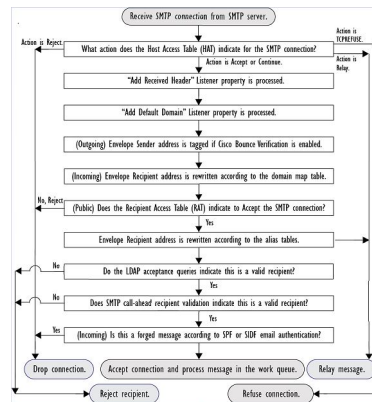 Receive SMTP connection from SMTP server.
Action is Reject.
What action does the Host Access Table (HAT) indicate for the SMTP connection?
Action is
TCPREFUSE.
Action is Accept or Continue.
Action is
Relay.
"Add Received Header" Listener property is processed.
"Add Default Domain" Listener property is processed.
(Outgoing) Envelope Sender address is tagged if Cisco Bounce Verification is enabled.
(Incoming) Envelope Recipient address is rewritten according to the domain map table.
No, Reject
(Public) Does the Recipient Access Table (RAT) indicate to Accept the SMTP connection?
Yes
Envelope Recipient address is rewritten according to the alias tables.
No
Do the LDAP acceptance queries indicate this is a valid recipient?
Yes
No
Does SMTP call-ahead recipient validation indicate this is a valid recipient?
Yes
Yes
(Incoming) Is this a forged message according to SPF or SIDF email authentication?
Drop connection.
Accept connection and process message in the work queue.
Relay message.
Reject recipient.
Refuse connection.